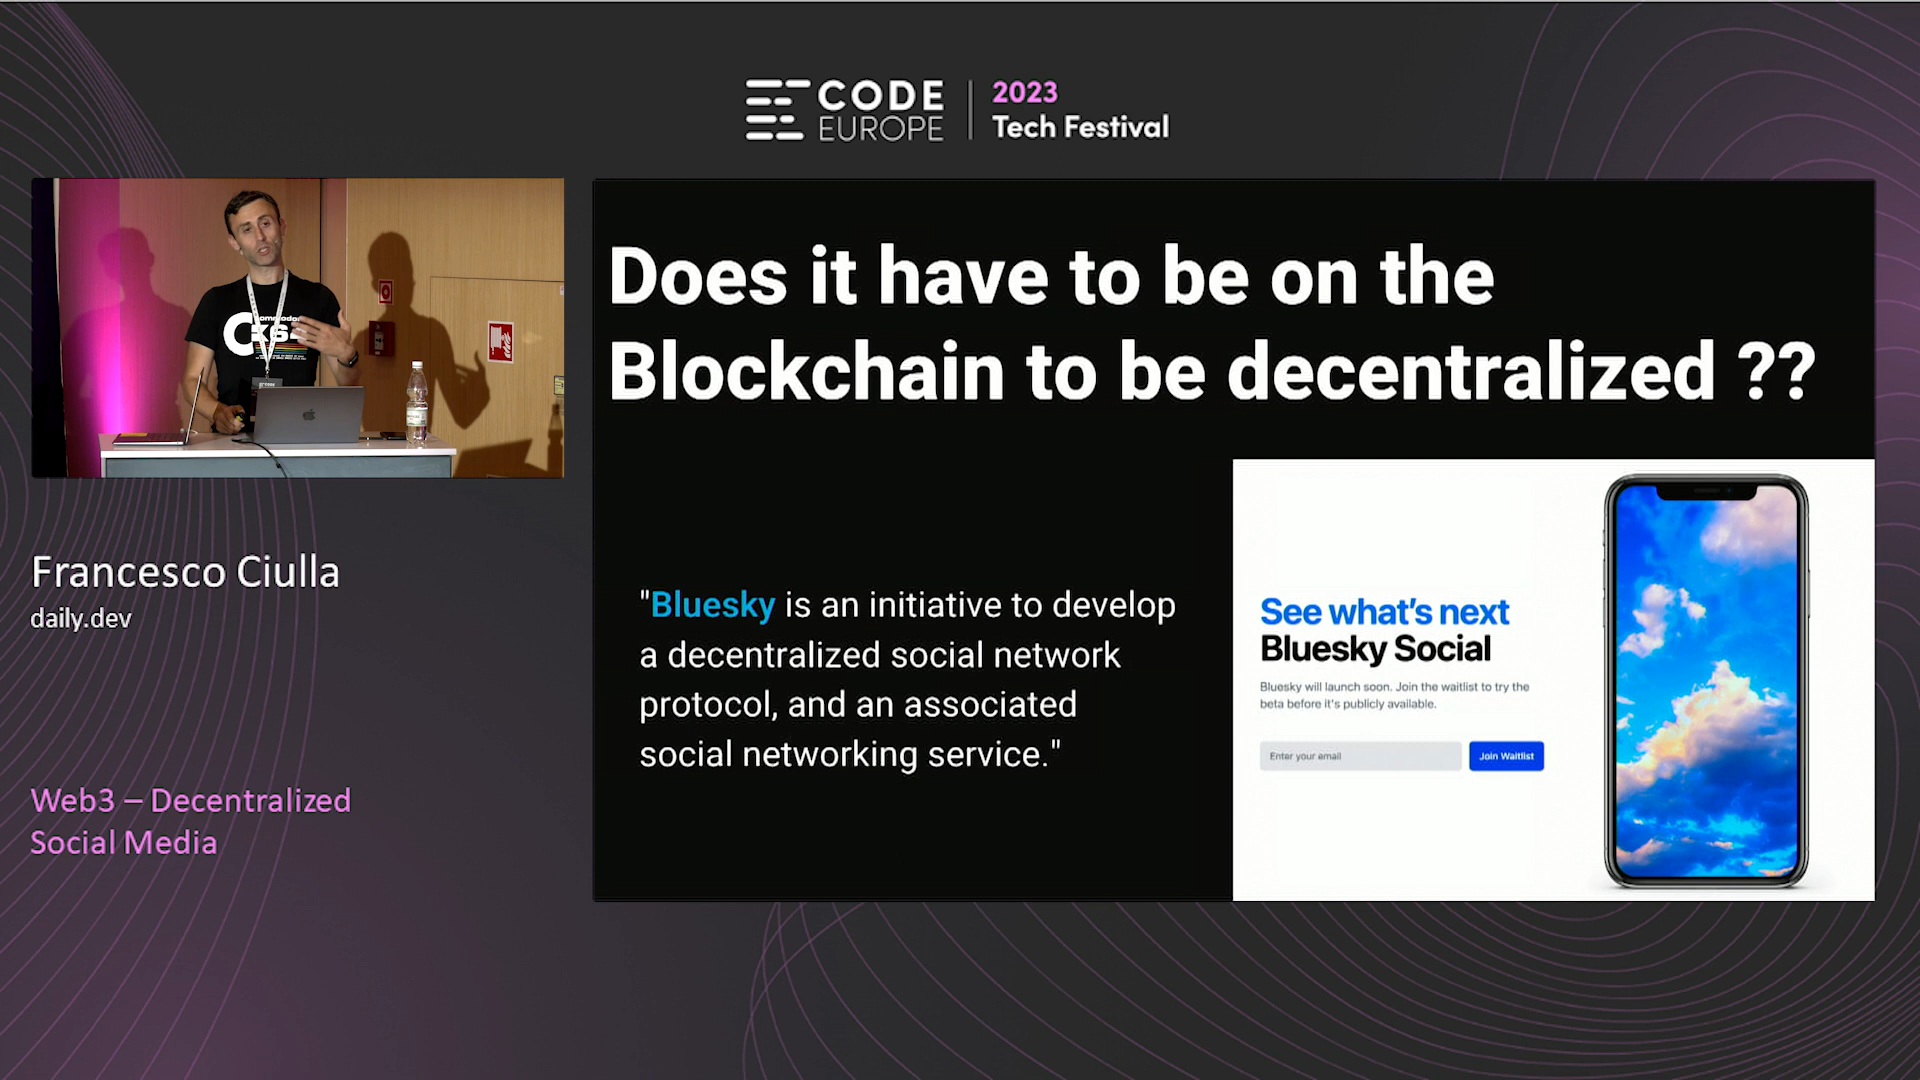 CODE
EUROPE
2023
Tech Festival
Does it have to be on the
Blockchain to be decentralized ??
"Bluesky is an initiative to develop
a decentralized social network
protocol, and an associated
social networking service."
See what's next
Bluesky Social
Bluesky will launch soon. Join the waitlist to try the
beta before it's publicly available.
Enter your email
Join Waitlist
Francesco Ciulla
daily.dev
Web3 – Decentralized
Social Media